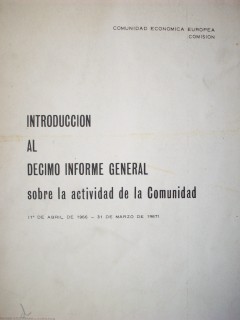 COMUNIDAD ECONOMICA EUROPEA
COMISION
INTRODUCCION
AL
DECIMO INFORME GENERAL
sobre la actividad de la Comunidad
(1º DE ABRIL DE 1966 - 31 DE MARZO DE 1967)